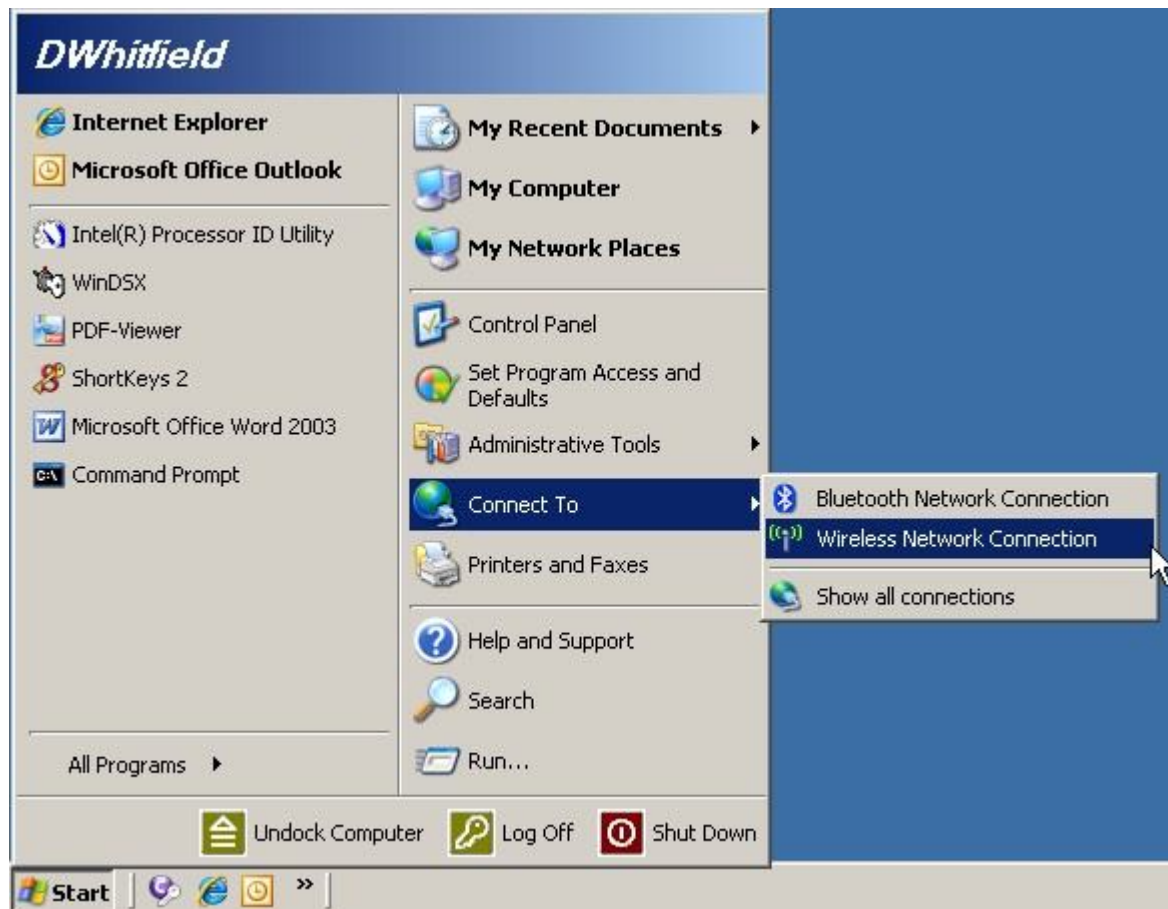 DWhitfield
Internet Explorer
Microsoft Office Outlook
Intel(R) Processor ID Utility
WinDSX
PDF-Viewer
ShortKeys 2
Microsoft Office Word 2003
Command Prompt
All Programs
My Recent Documents
My Computer
My Network Places
Control Panel
Set Program Access and
Defaults
Administrative Tools
Connect To
Printers and Faxes
Help and Support
Search
Run...
Bluetooth Network Connection
Wireless Network Connection
Show all connections
Undock Computer
Log Off
Shut Down
Start